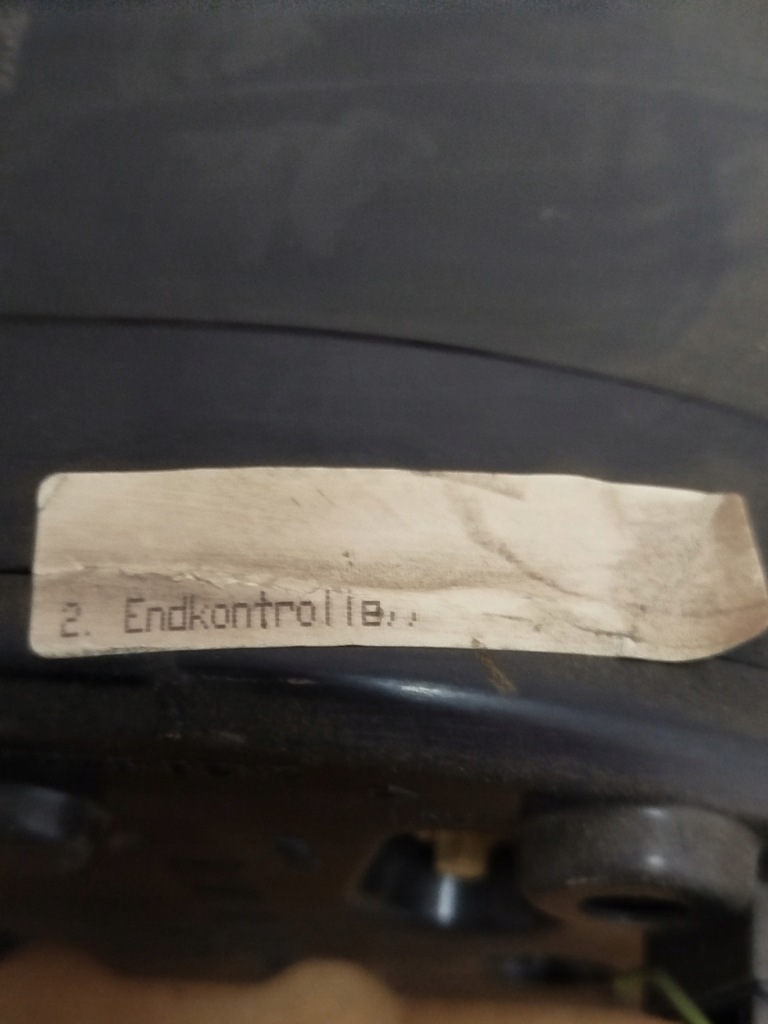 2. Endkontrolle,,